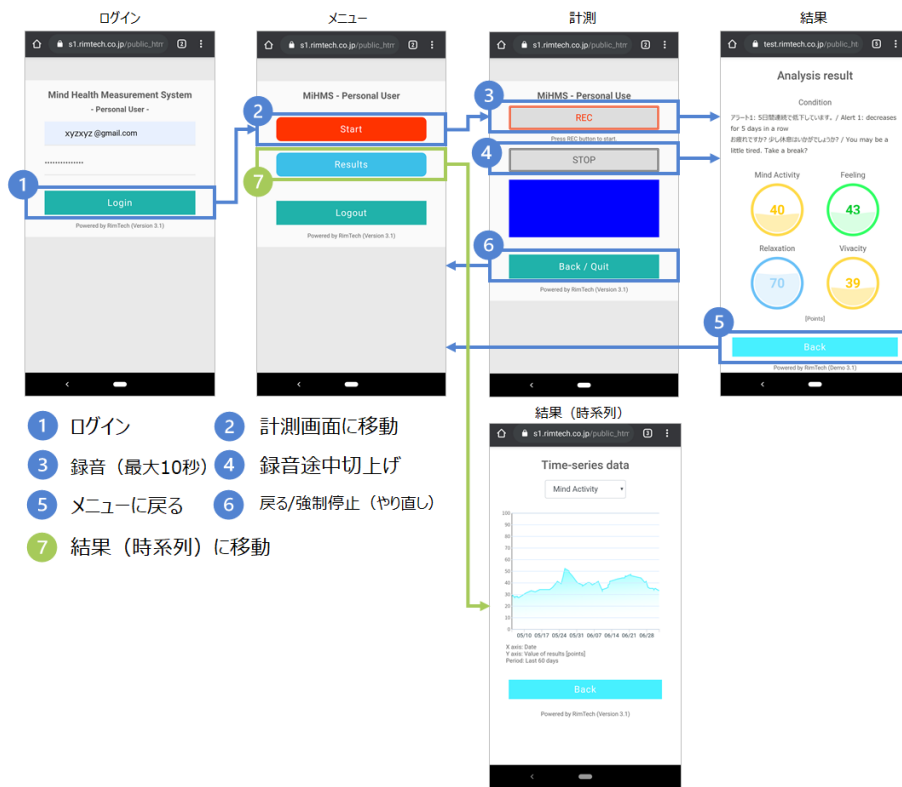 ログイン
メニュー
計測
結果
s1.rimtech.co.jp/public_htm
2
Mind Health Measurement System
- Personal User -
xyzxyz @gmail.com
...............
1
Login
Powered by RimTech (Version 3.1)
s1.rimtech.co.jp/public_htm
2
MiHMS - Personal User
2
Start
Results
7
Logout
Powered by RimTech (Version 3.1)
s1.rimtech.co.jp/public_htm
2
MiHMS - Personal Use
3
REC
Press REC button to start.
4
STOP
6
Back / Quit
Powered by RimTech (Version 3.1)
test.rimtech.co.jp/public_ht
5
Analysis result
Condition
アラート1: 5日間連続で低下しています。 / Alert 1: decreases
for 5 days in a row
お疲れですか? 少し休息はいかがでしょうか? / You may be a
little tired. Take a break?
Mind Activity Feeling
40 43
Relaxation Vivacity
70 39
[Points]
5
Back
Powered by RimTech (Demo 3.1)
1 ログイン
2 計測画面に移動
3 録音（最大10秒）
4 録音途中切上げ
5 メニューに戻る
6 戻る/強制停止（やり直し）
7 結果（時系列）に移動
結果（時系列）
s1.rimtech.co.jp/public_htm
3
Time-series data
Mind Activity
100
90
80
70
60
50
40
30
20
10
0
05/10 05/17 05/24 05/31 06/07 06/14 06/21 06/28
X axis: Date
Y axis: Value of results [points]
Period: Last 60 days
Back
Powered by RimTech (Version 3.1)